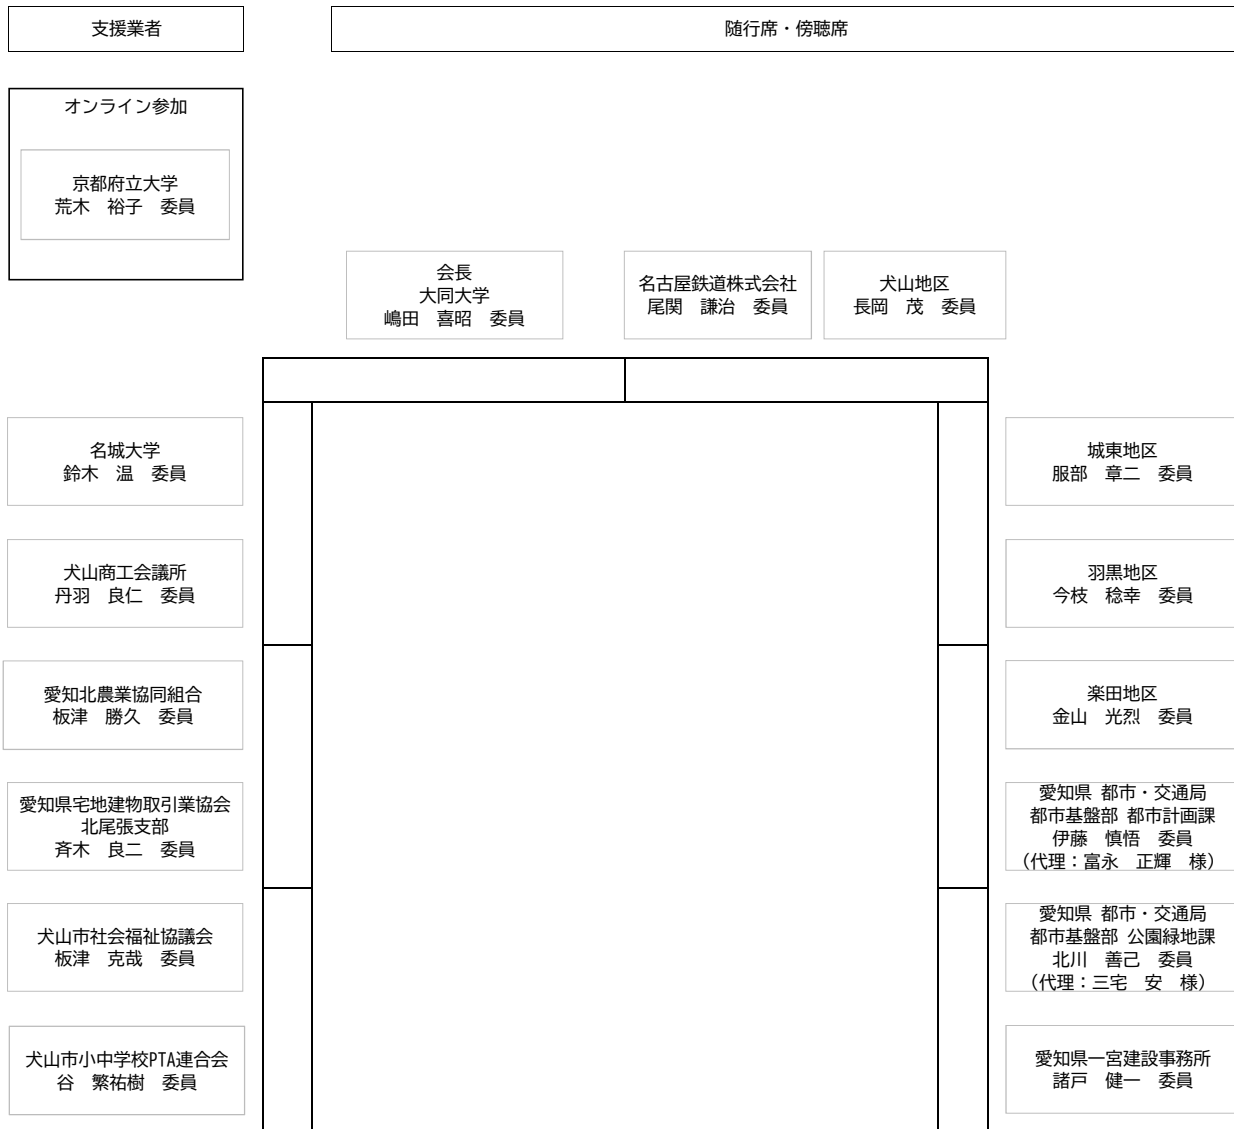 支援業者
随行席・傍聴席
オンライン参加
京都府立大学
荒木　裕子　委員
会長
大同大学
嶋田　喜昭　委員
名古屋鉄道株式会社
尾関　謙治　委員
犬山地区
長岡　茂　委員
名城大学
鈴木　温　委員
城東地区
服部　章二　委員
犬山商工会議所
丹羽　良仁　委員
羽黒地区
今枝　稔幸　委員
愛知北農業協同組合
板津　勝久　委員
楽田地区
金山　光烈　委員
愛知県宅地建物取引業協会
北尾張支部
斉木　良二　委員
愛知県 都市・交通局
都市基盤部 都市計画課
伊藤　慎悟　委員
（代理：富永　正輝　様）
犬山市社会福祉協議会
板津　克哉　委員
愛知県 都市・交通局
都市基盤部 公園緑地課
北川　善己　委員
（代理：三宅　安　様）
犬山市小中学校PTA連合会
谷　繁祐樹　委員
愛知県一宮建設事務所
諸戸　健一　委員